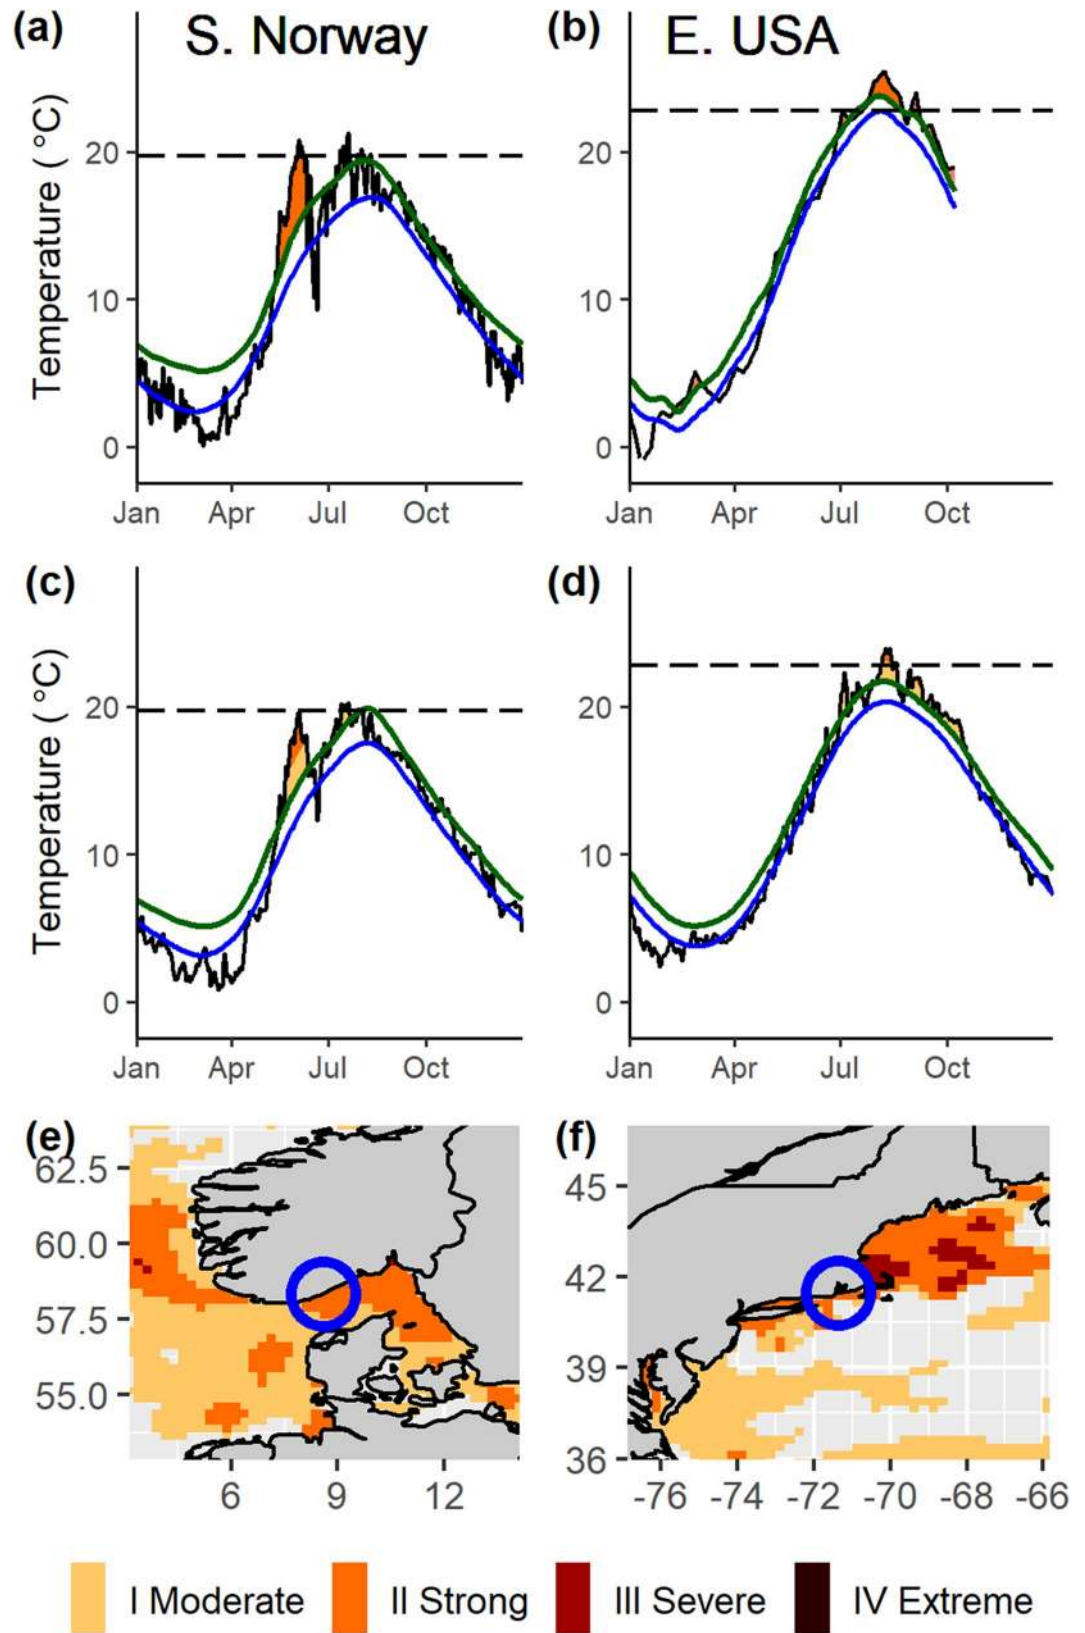 (a) S. Norway (b) E. USA
Temperature ( °C)
20 20
10 10
0 0
Jan Apr Jul Oct Jan Apr Jul Oct
(c) (d)
Temperature ( °C)
20 20
10 10
0 0
Jan Apr Jul Oct Jan Apr Jul Oct
(e) (f)
62.5 45
60.0
42
57.5
39
55.0
36
6 9 12 -76 -74 -72 -70 -68 -66
I Moderate II Strong III Severe IV Extreme